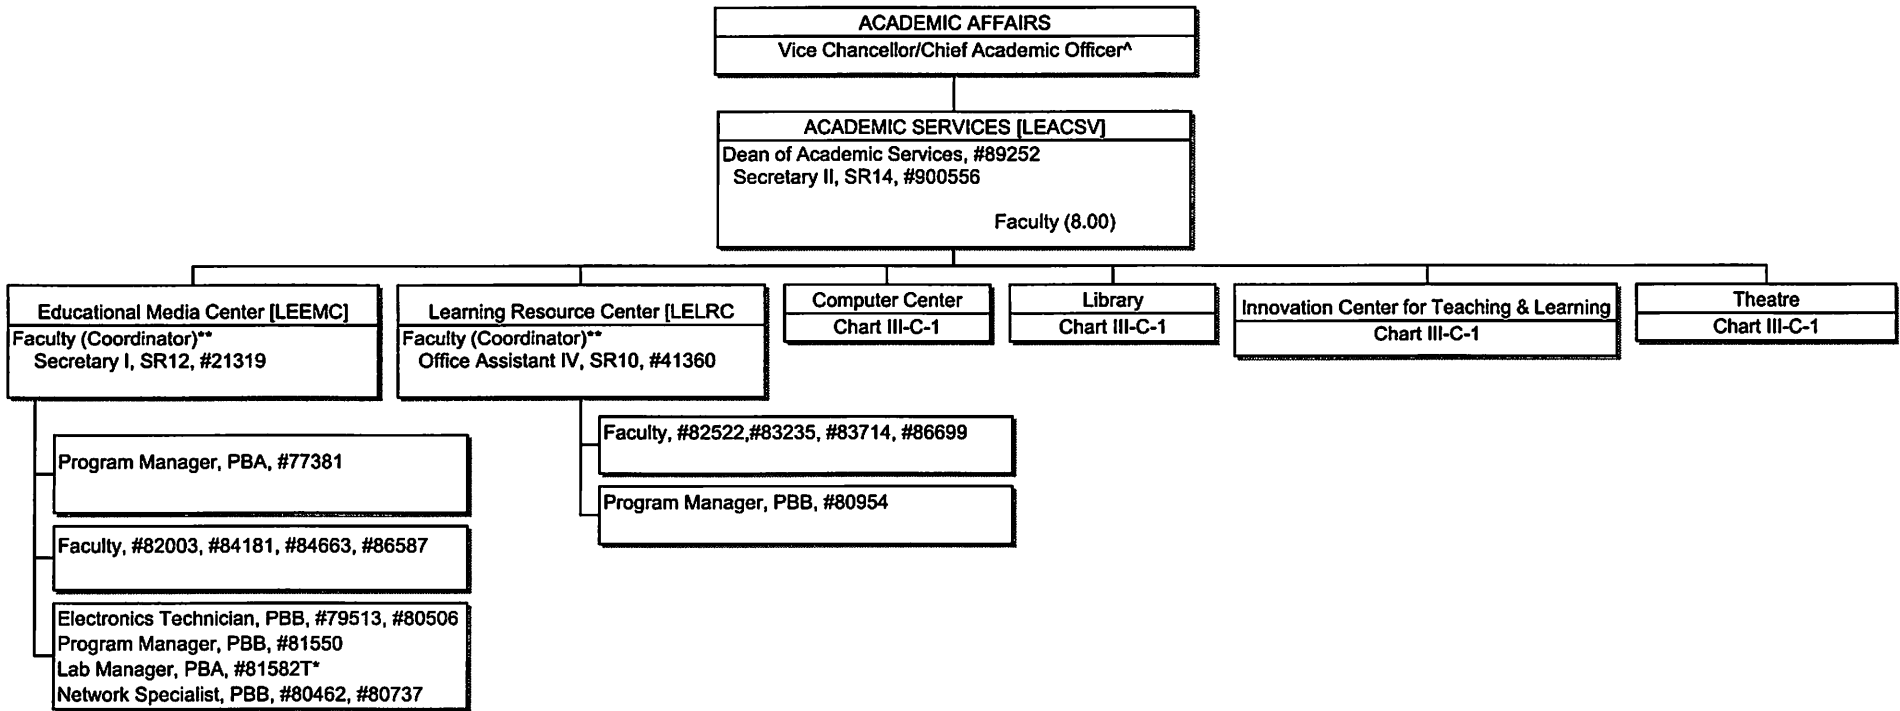 ACADEMIC AFFAIRS
Vice Chancellor/Chief Academic Officer^
ACADEMIC SERVICES [LEACSV]
Dean of Academic Services, #89252
Secretary II, SR14, #900556
Faculty (8.00)
Educational Media Center [LEEMC]
Faculty (Coordinator)**
Secretary I, SR12, #21319
Program Manager, PBA, #77381
Faculty, #82003, #84181, #84663, #86587
Electronics Technician, PBB, #79513, #80506
Program Manager, PBB, #81550
Lab Manager, PBA, #81582T*
Network Specialist, PBB, #80462, #80737
Learning Resource Center [LELRC
Faculty (Coordinator)**
Office Assistant IV, SR10, #41360
Faculty, #82522,#83235, #83714, #86699
Program Manager, PBB, #80954
Computer Center
Chart III-C-1
Library
Chart III-C-1
Innovation Center for Teaching & Learning
Chart III-C-1
Theatre
Chart III-C-1